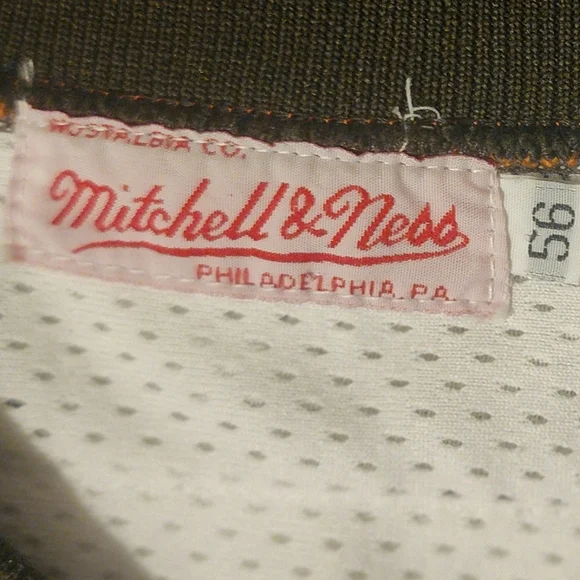 NOSTALGIA CO.
Mitchell & Ness
PHILADELPHIA, PA.
56